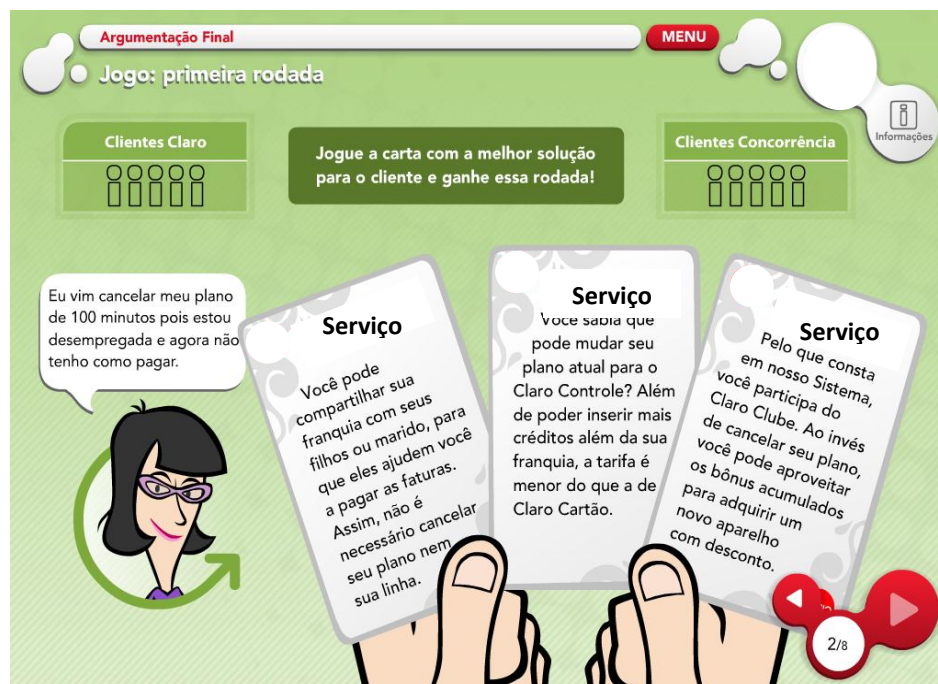 Argumentação Final
MENU
Jogo: primeira rodada
Informações
Clientes Claro
Jogue a carta com a melhor solução
para o cliente e ganhe essa rodada!
Clientes Concorrência
Eu vim cancelar meu plano
de 100 minutos pois estou
desempregada e agora não
tenho como pagar.
Serviço
Você pode
compartilhar sua
franquia com seus
filhos ou marido, para
que eles ajudem você
a pagar as faturas.
Assim, não é
necessário cancelar
seu plano nem
sua linha.
Serviço
Você sabia que
pode mudar seu
plano atual para o
Claro Controle? Além
de poder inserir mais
créditos além da sua
franquia, a tarifa é
menor do que a de
Claro Cartão.
Serviço
Pelo que consta
em nosso Sistema,
você participa do
Claro Clube. Ao invés
de cancelar seu plano,
você pode aproveitar
os bônus acumulados
para adquirir um
novo aparelho
com desconto.
2/8